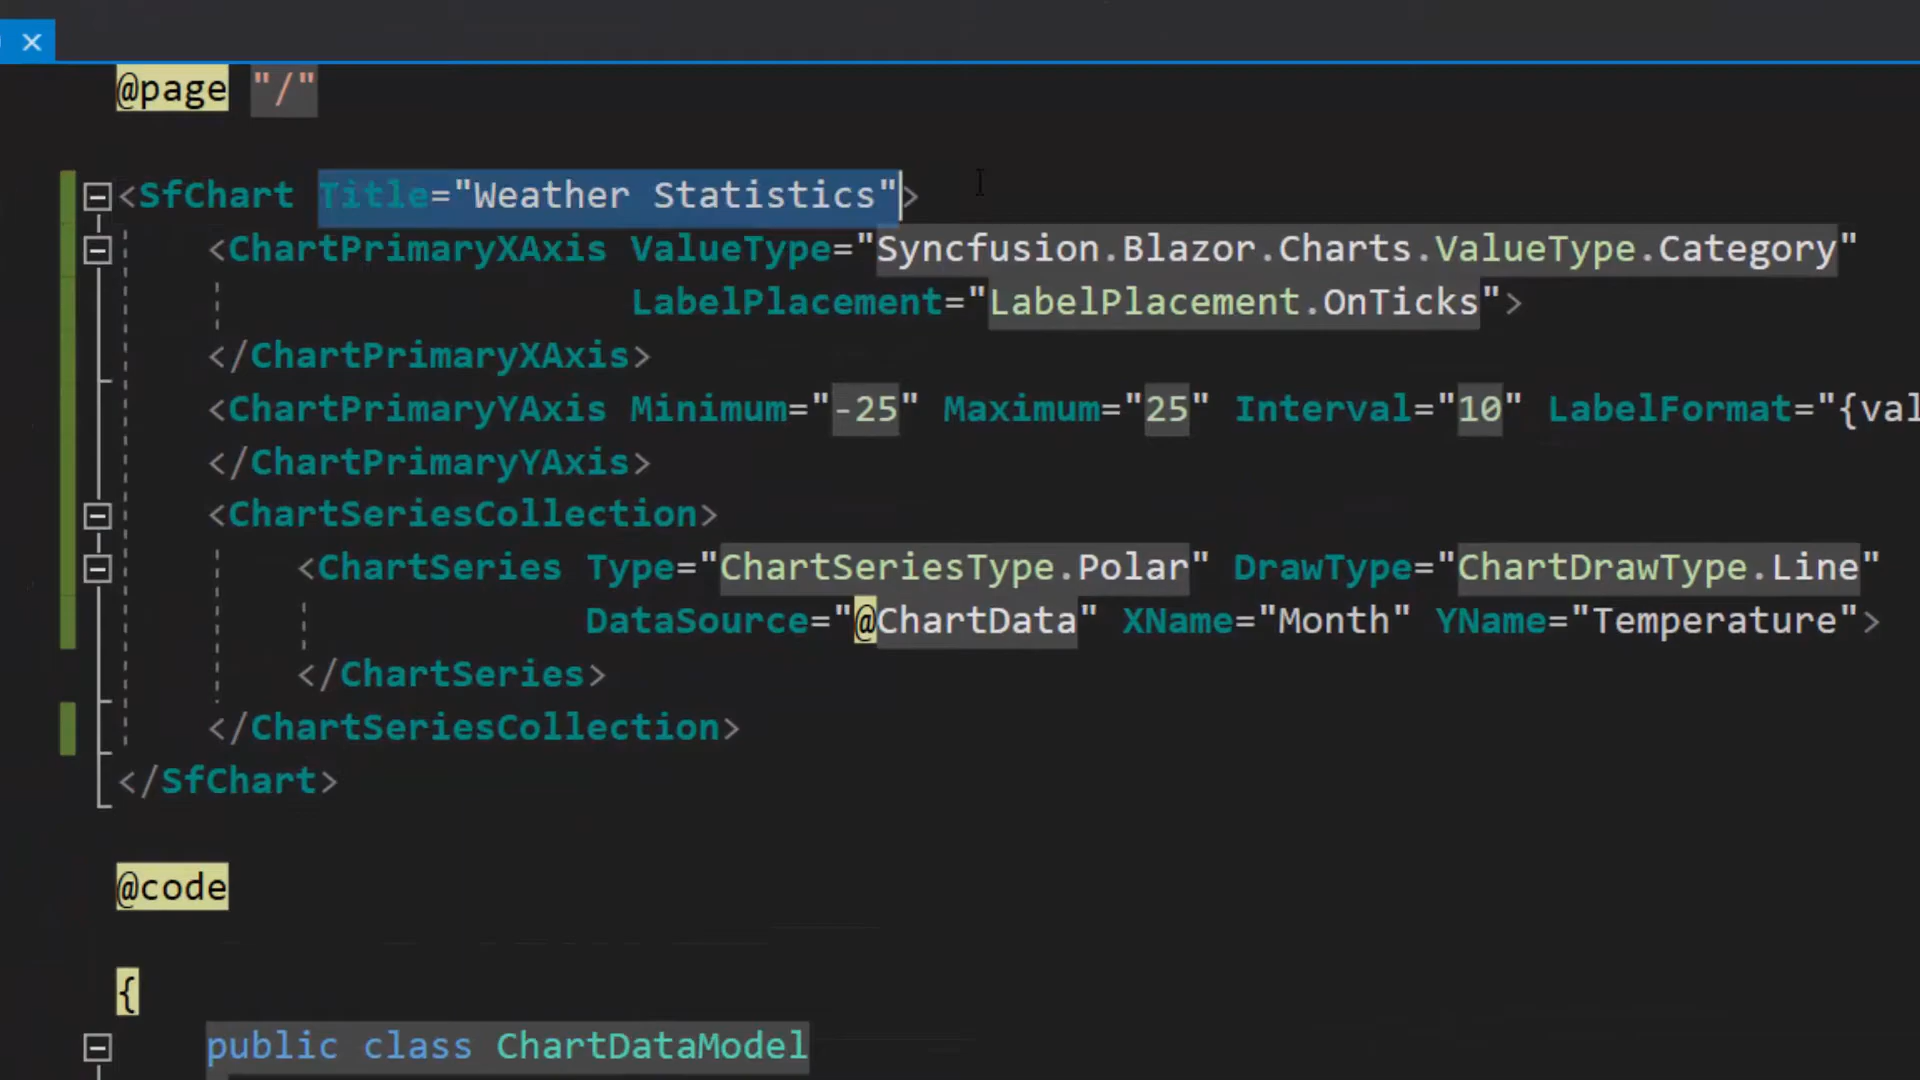 @page "/"
<SfChart Title="Weather Statistics">
<ChartPrimaryXAxis ValueType="Syncfusion.Blazor.Charts.ValueType.Category"
LabelPlacement="LabelPlacement.OnTicks">
</ChartPrimaryXAxis>
<ChartPrimaryYAxis Minimum="-25" Maximum="25" Interval="10" LabelFormat="{val
</ChartPrimaryYAxis>
<ChartSeriesCollection>
<ChartSeries Type="ChartSeriesType.Polar" DrawType="ChartDrawType.Line"
DataSource="@ChartData" XName="Month" YName="Temperature">
</ChartSeries>
</ChartSeriesCollection>
</SfChart>
@code
{
public class ChartDataModel